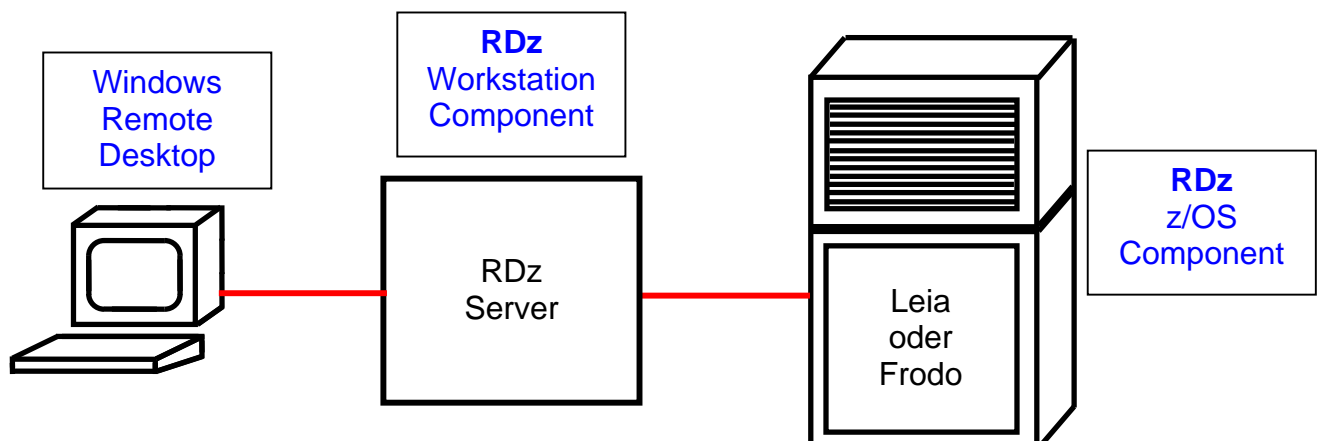 Windows
Remote
Desktop
RDz
Workstation
Component
RDz
z/OS
Component
RDz
Server
Leia
oder
Frodo